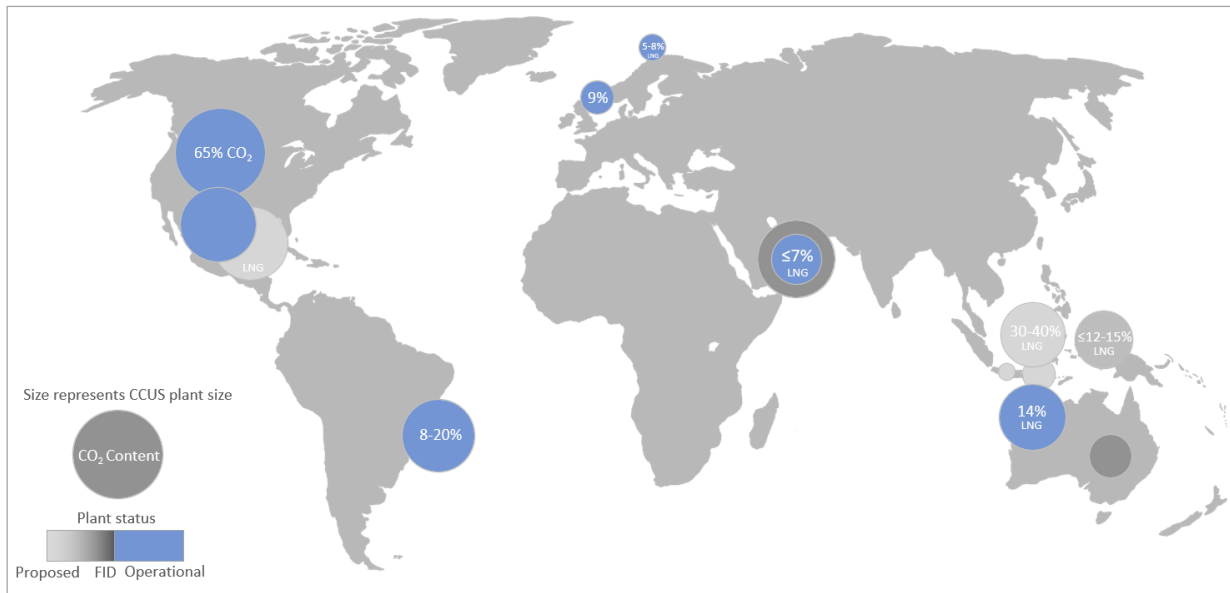 5-8%
LNG
9%
65% CO₂
LNG
≤7%
LNG
30-40%
LNG
≤12-15%
LNG
14%
LNG
8-20%
Size represents CCUS plant size
CO₂ Content
Plant status
Proposed FID Operational